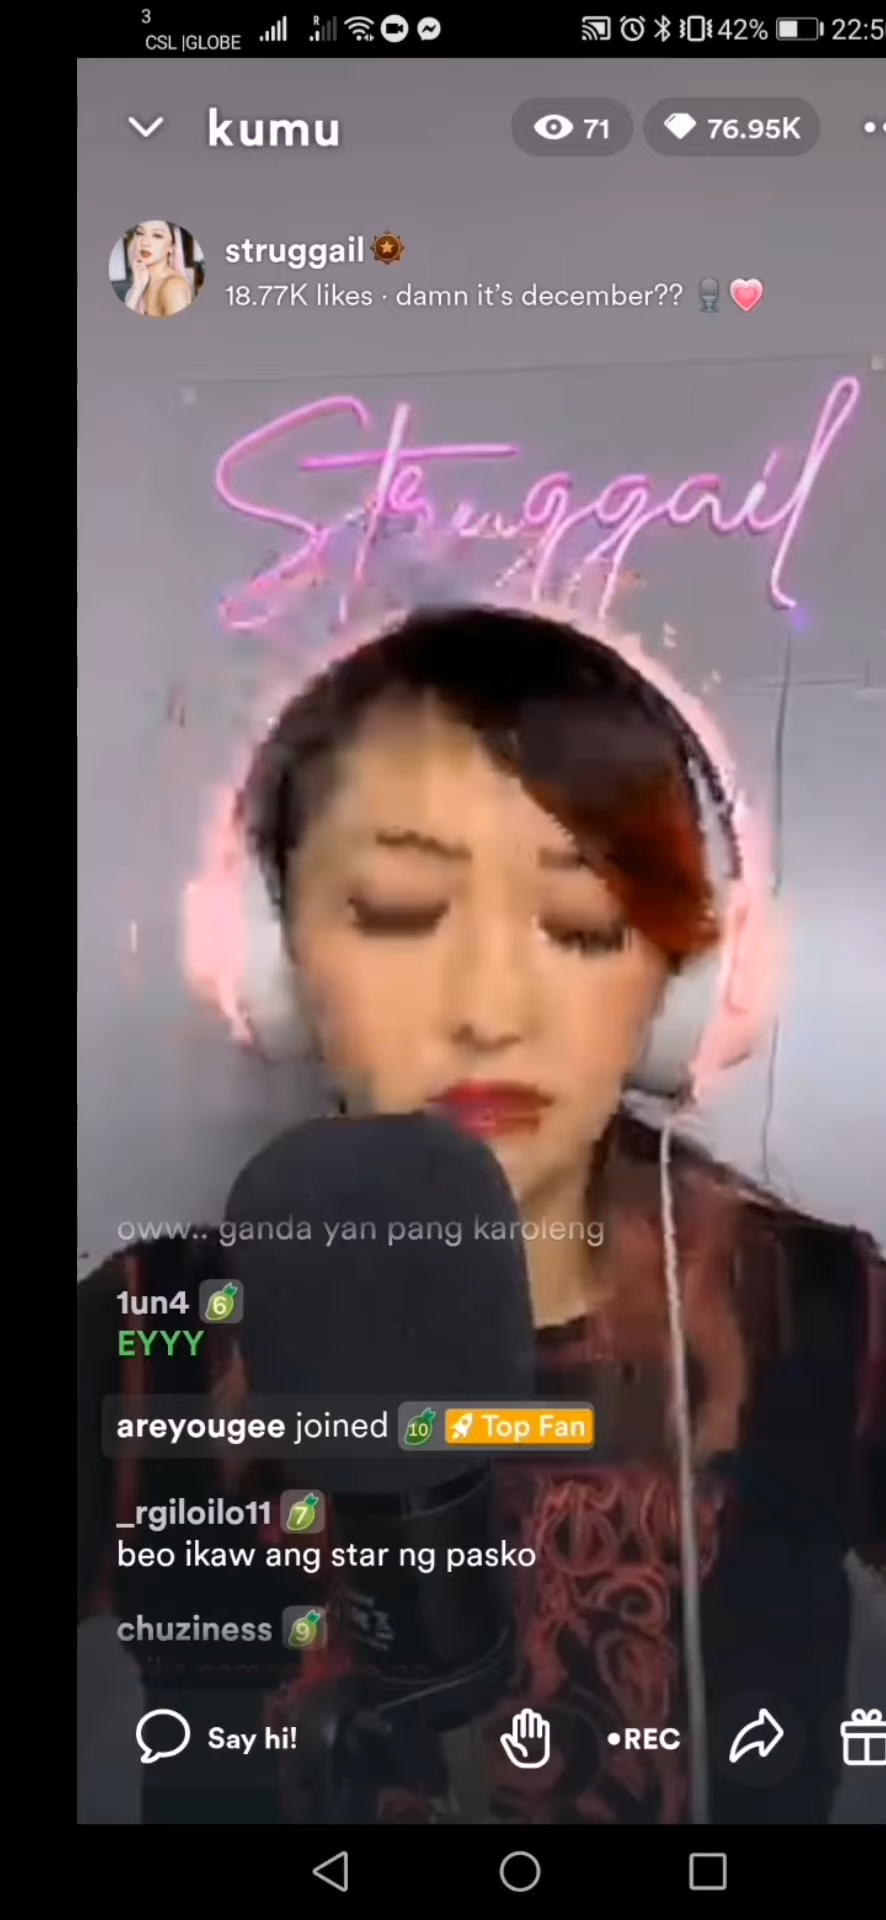 3
R
CSL |GLOBE
42%
kumu
71
76.95K
struggail
18.77K likes · damn it's december??
Struggail
oww.. ganda yan pang karoleng
1un4 6
EYYY
areyougee joined 10 Top Fan
_rgiloilo11 7
beo ikaw ang star ng pasko
chuziness 9
Say hi!
•REC